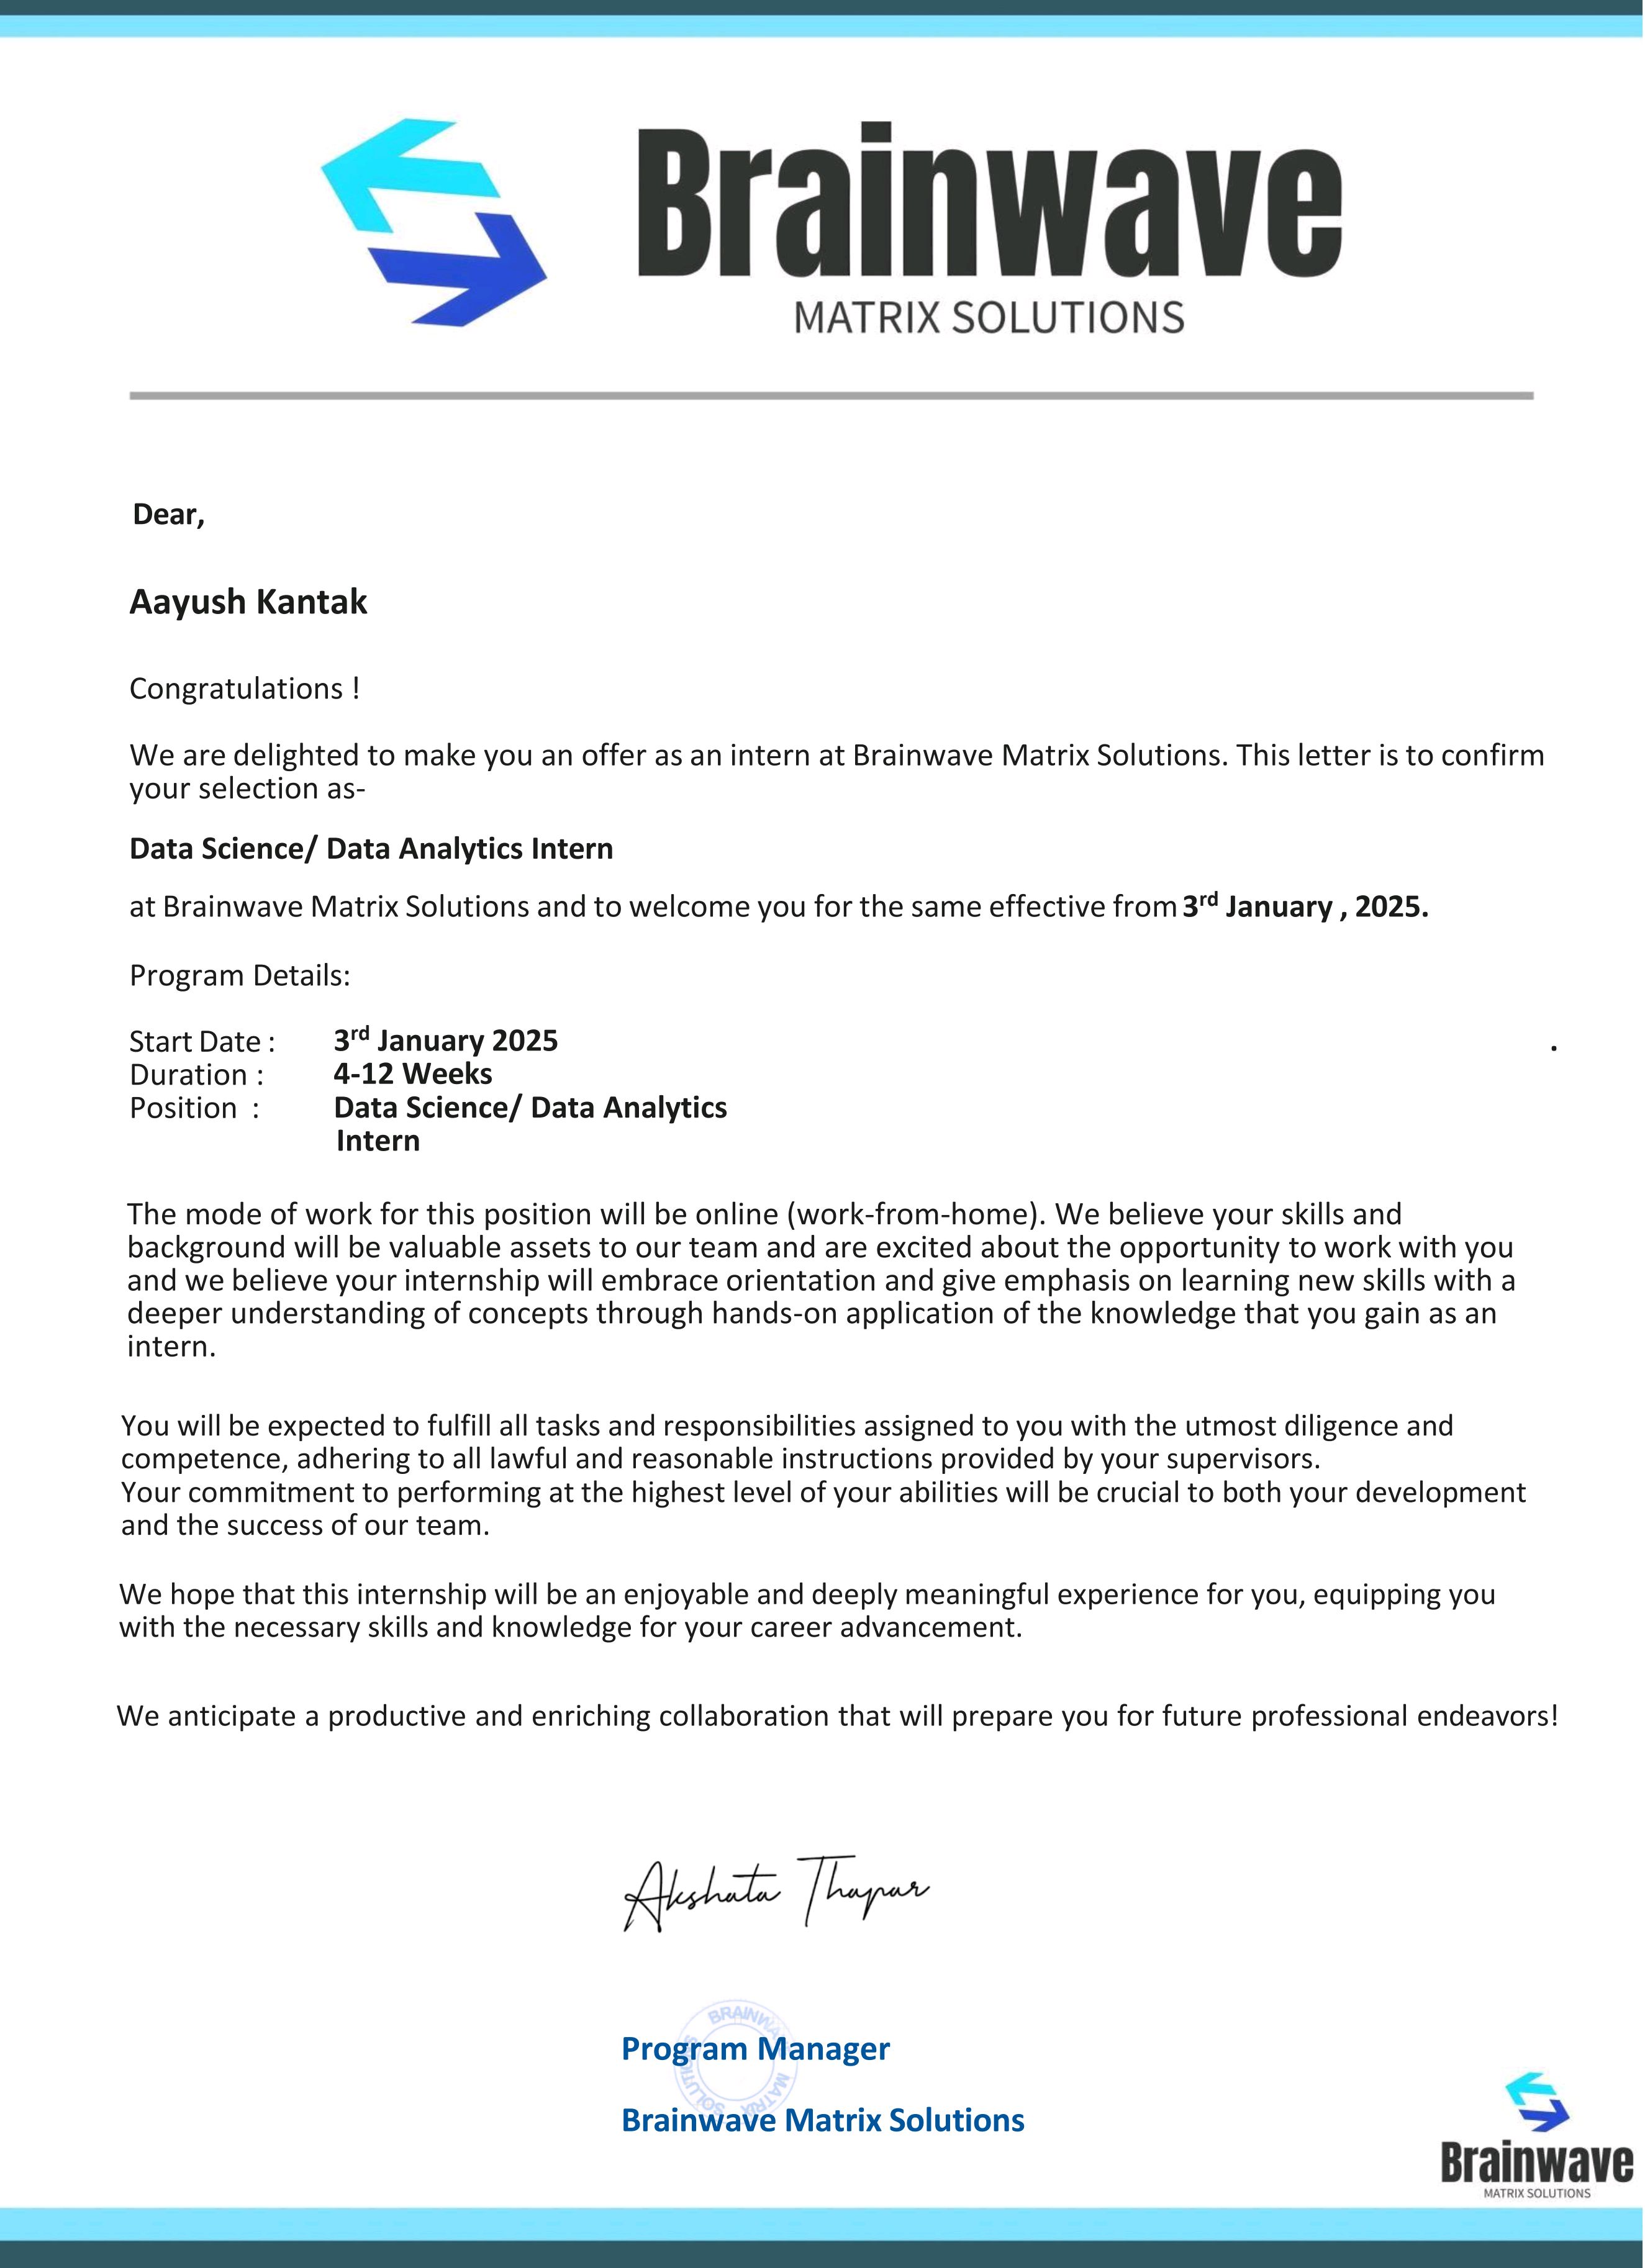 Brainwave
MATRIX SOLUTIONS
Dear,
Aayush Kantak
Congratulations !
We are delighted to make you an offer as an intern at Brainwave Matrix Solutions. This letter is to confirm
your selection as-
Data Science/ Data Analytics Intern
at Brainwave Matrix Solutions and to welcome you for the same effective from 3rd January , 2025.
Program Details:
Start Date : 3rd January 2025 .
Duration : 4-12 Weeks
Position : Data Science/ Data Analytics
Intern
The mode of work for this position will be online (work-from-home). We believe your skills and
background will be valuable assets to our team and are excited about the opportunity to work with you
and we believe your internship will embrace orientation and give emphasis on learning new skills with a
deeper understanding of concepts through hands-on application of the knowledge that you gain as an
intern.
You will be expected to fulfill all tasks and responsibilities assigned to you with the utmost diligence and
competence, adhering to all lawful and reasonable instructions provided by your supervisors.
Your commitment to performing at the highest level of your abilities will be crucial to both your development
and the success of our team.
We hope that this internship will be an enjoyable and deeply meaningful experience for you, equipping you
with the necessary skills and knowledge for your career advancement.
We anticipate a productive and enriching collaboration that will prepare you for future professional endeavors!
Akshata Thapar
BRAINWA MATRIX SOLUTIONS
Program Manager
Brainwave Matrix Solutions
Brainwave
MATRIX SOLUTIONS